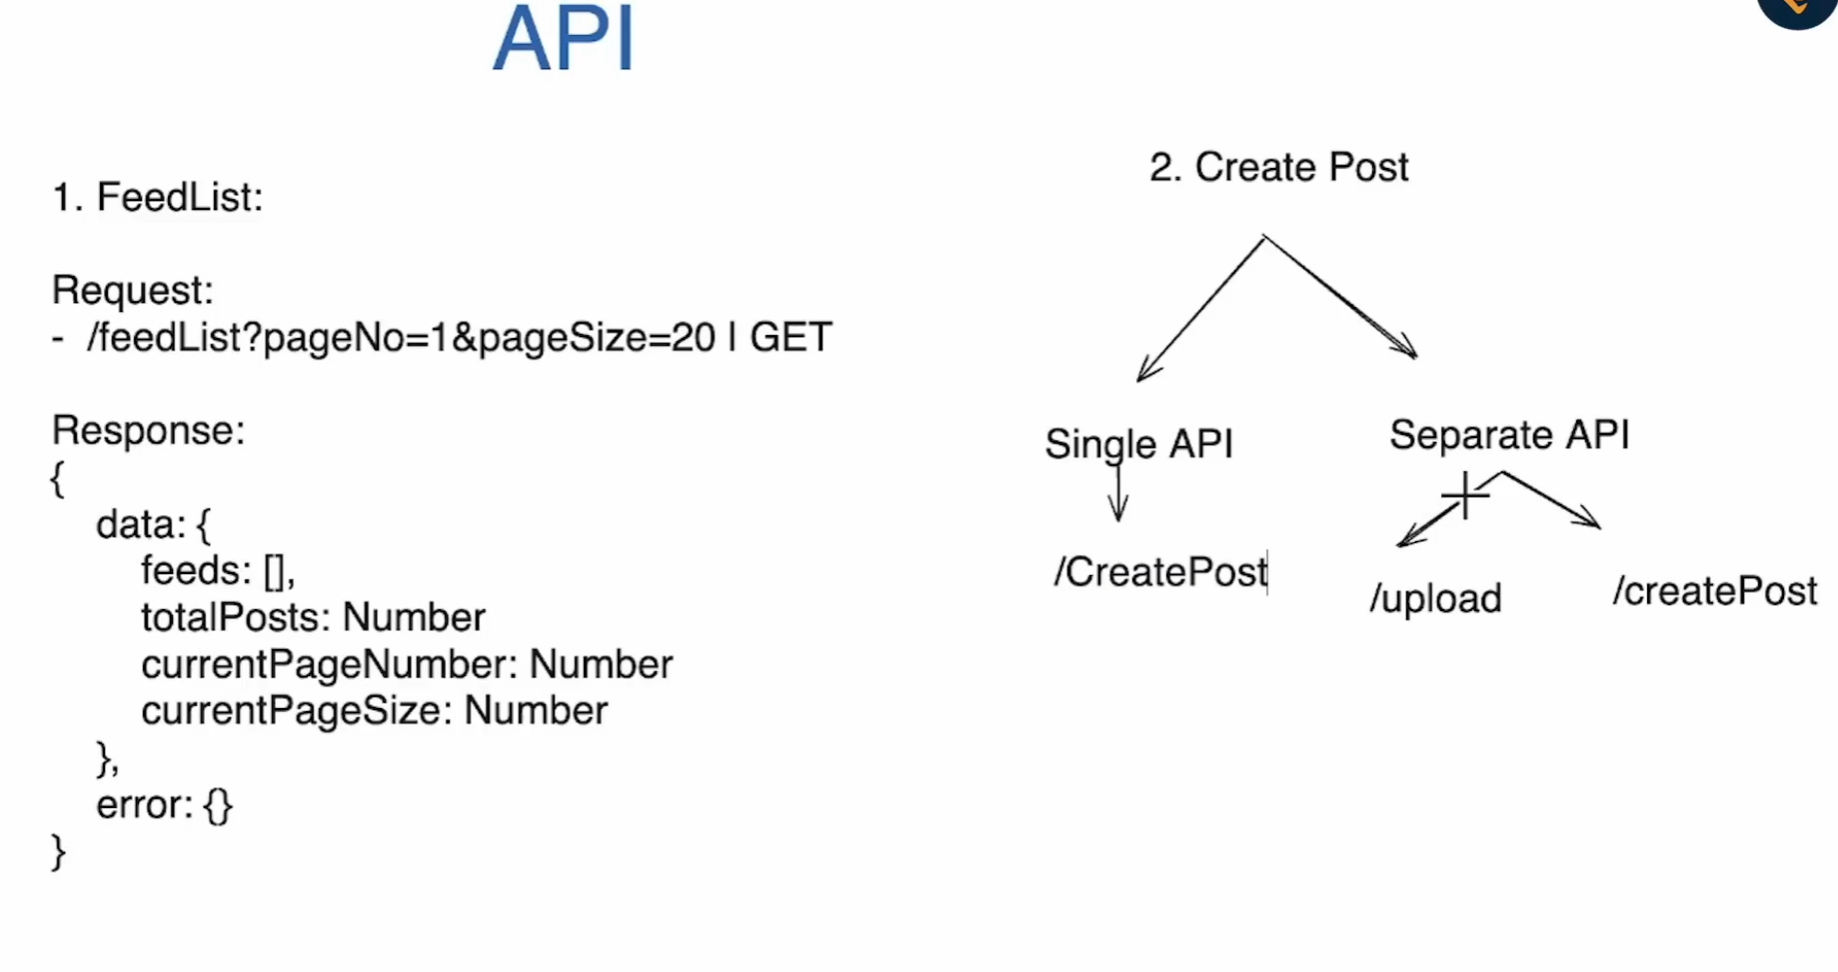 API
1. FeedList:
Request:
- /feedList?pageNo=1&pageSize=20 | GET
Response:
{
data: {
feeds: [],
totalPosts: Number
currentPageNumber: Number
currentPageSize: Number
},
error: {}
}
2. Create Post
Single API
Separate API
/CreatePost
/upload
/createPost